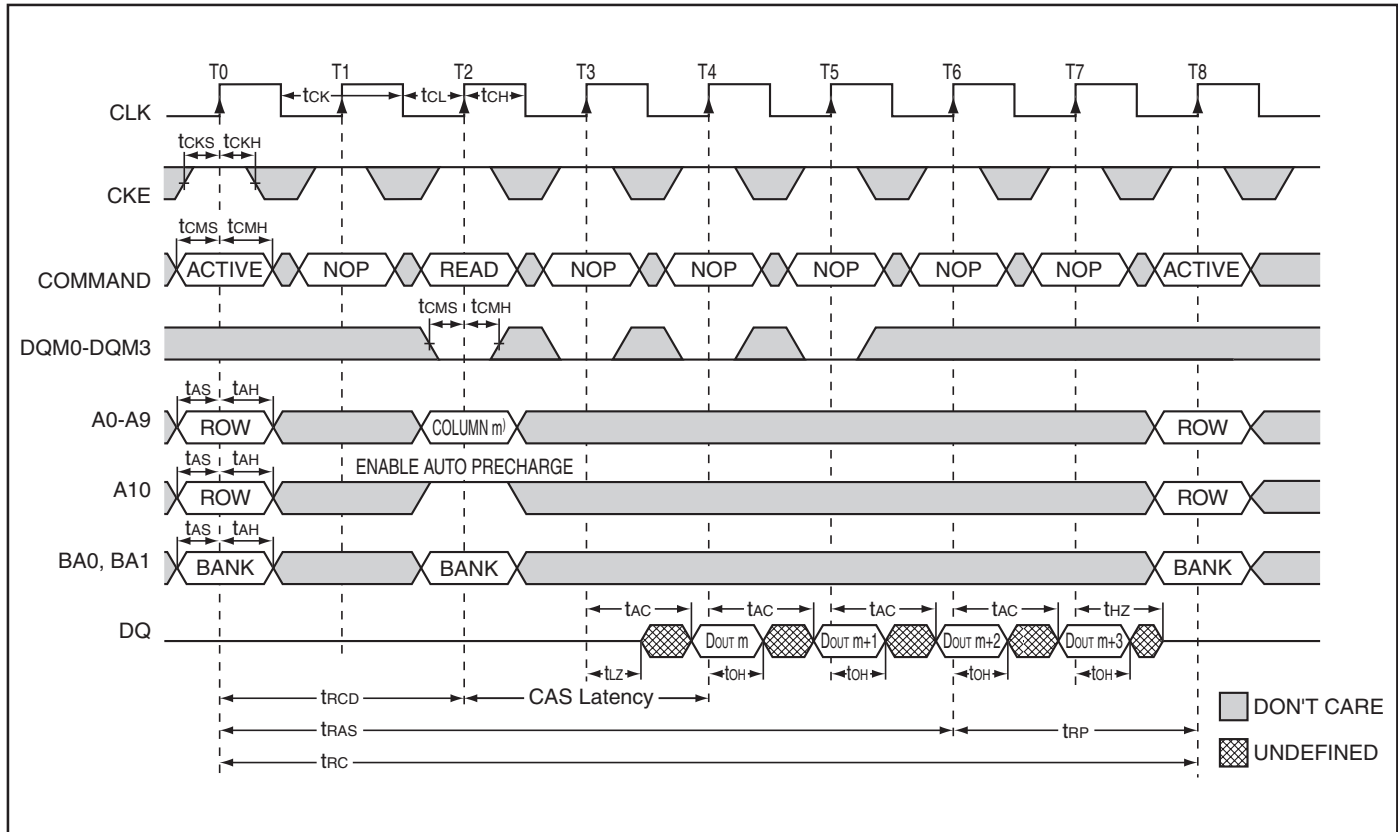 T0 T1 T2 T3 T4 T5 T6 T7 T8
tCK tCL tCH
CLK
tCKS tCKH
CKE
tCMS tCMH
COMMAND ACTIVE NOP READ NOP NOP NOP NOP NOP ACTIVE
tCMS tCMH
DQM0-DQM3
tAS tAH
A0-A9 ROW COLUMN m) ROW
tAS tAH ENABLE AUTO PRECHARGE
A10 ROW ROW
tAS tAH
BA0, BA1 BANK BANK BANK
tAC tAC tAC tAC tHZ
DQ DOUT m DOUT m+1 DOUT m+2 DOUT m+3
tLZ tOH tOH tOH tOH
tRCD CAS Latency
DON'T CARE
tRAS tRP
UNDEFINED
tRC